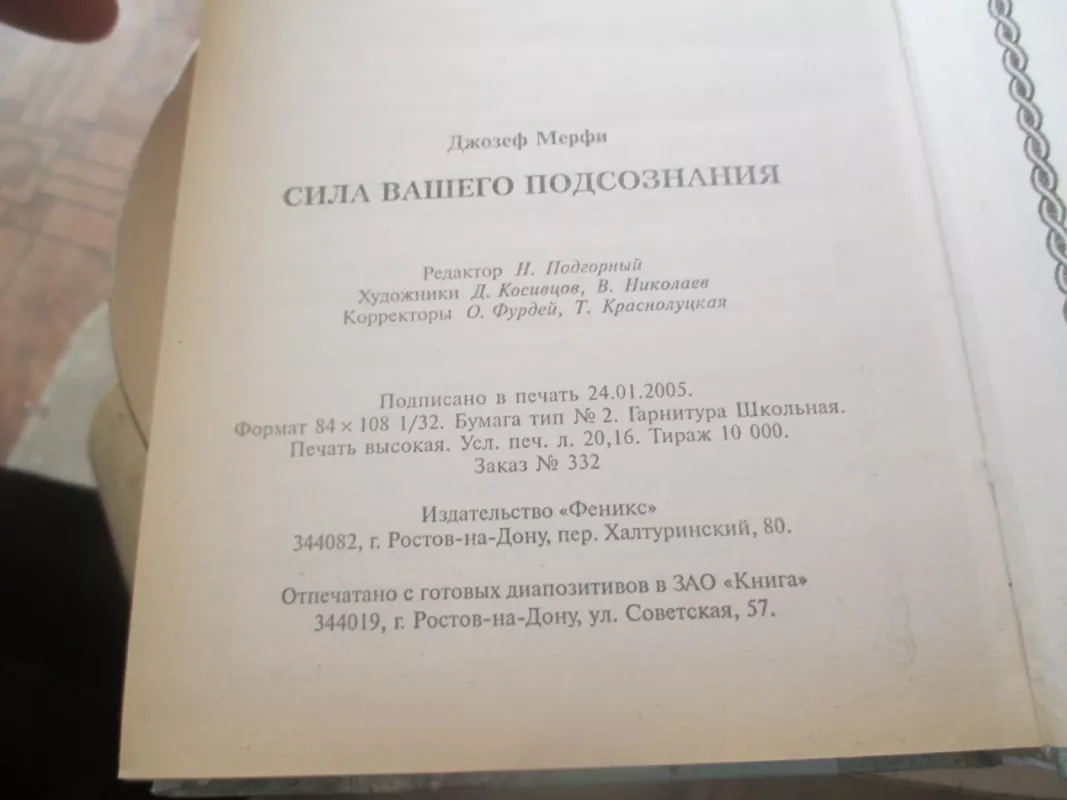 Джозеф Мерфи
СИЛА ВАШЕГО ПОДСОЗНАНИЯ
Редактор Н. Подгорный
Художники Д. Косивцов, В. Николаев
Корректоры О. Фурдей, Т. Краснолуцкая
Подписано в печать 24.01.2005.
Формат 84 × 108 1/32. Бумага тип № 2. Гарнитура Школьная.
Печать высокая. Усл. печ. л. 20,16. Тираж 10 000.
Заказ № 332
Издательство «Феникс»
344082, г. Ростов-на-Дону, пер. Халтуринский, 80.
Отпечатано с готовых диапозитивов в ЗАО «Книга»
344019, г. Ростов-на-Дону, ул. Советская, 57.